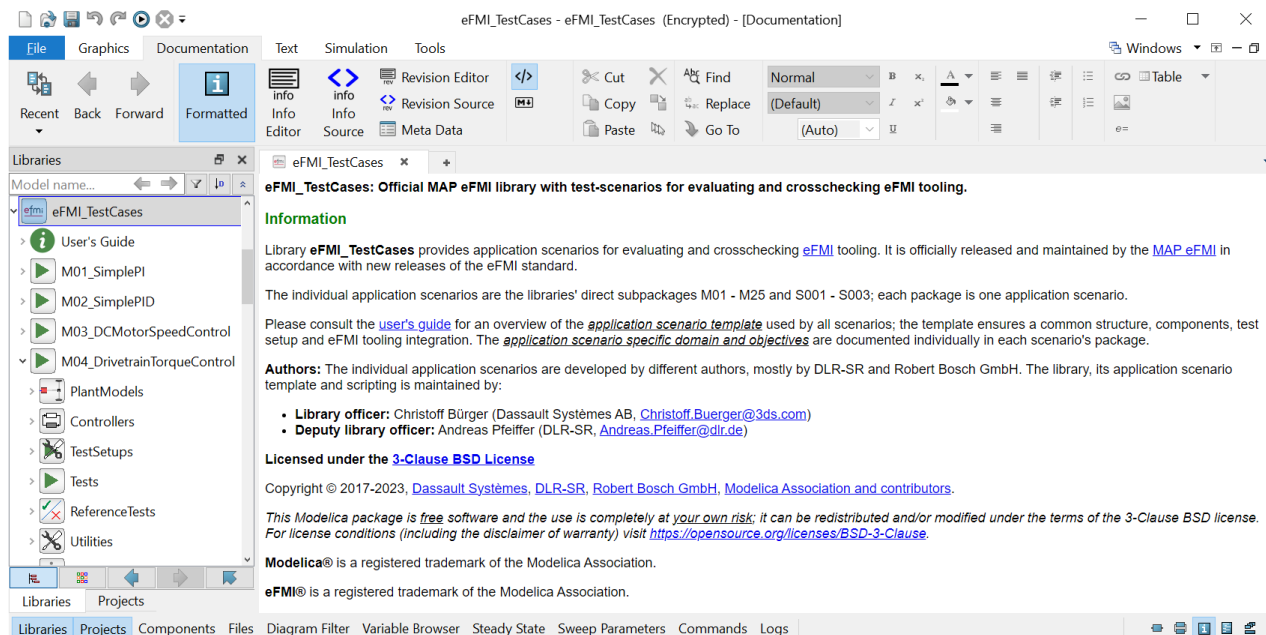 eFMI_TestCases - eFMI_TestCases (Encrypted) - [Documentation]
File Graphics Documentation Text Simulation Tools Windows
Recent Back Forward Formatted
info Info Editor
info Info Source
rev Revision Editor
rev Revision Source
Meta Data
</>
M
Cut Copy Paste
Find Replace Go To
Normal
(Default)
(Auto)
B x₂ A
I x²
U
Table
e=
Libraries
Model name...
efmi eFMI_TestCases
i User's Guide
M01_SimplePI
M02_SimplePID
M03_DCMotorSpeedControl
M04_DrivetrainTorqueControl
PlantModels
Controllers
TestSetups
Tests
ReferenceTests
Utilities
Libraries Projects
eFMI_TestCases
eFMI_TestCases: Official MAP eFMI library with test-scenarios for evaluating and crosschecking eFMI tooling.
Information
Library eFMI_TestCases provides application scenarios for evaluating and crosschecking eFMI tooling. It is officially released and maintained by the MAP eFMI in
accordance with new releases of the eFMI standard.
The individual application scenarios are the libraries' direct subpackages M01 - M25 and S001 - S003; each package is one application scenario.
Please consult the user's guide for an overview of the application scenario template used by all scenarios; the template ensures a common structure, components, test
setup and eFMI tooling integration. The application scenario specific domain and objectives are documented individually in each scenario's package.
Authors: The individual application scenarios are developed by different authors, mostly by DLR-SR and Robert Bosch GmbH. The library, its application scenario
template and scripting is maintained by:
• Library officer: Christoff Bürger (Dassault Systèmes AB, Christoff.Buerger@3ds.com)
• Deputy library officer: Andreas Pfeiffer (DLR-SR, Andreas.Pfeiffer@dlr.de)
Licensed under the 3-Clause BSD License
Copyright © 2017-2023, Dassault Systèmes, DLR-SR, Robert Bosch GmbH, Modelica Association and contributors.
This Modelica package is free software and the use is completely at your own risk; it can be redistributed and/or modified under the terms of the 3-Clause BSD license.
For license conditions (including the disclaimer of warranty) visit https://opensource.org/licenses/BSD-3-Clause.
Modelica® is a registered trademark of the Modelica Association.
eFMI® is a registered trademark of the Modelica Association.
Libraries Projects Components Files Diagram Filter Variable Browser Steady State Sweep Parameters Commands Logs